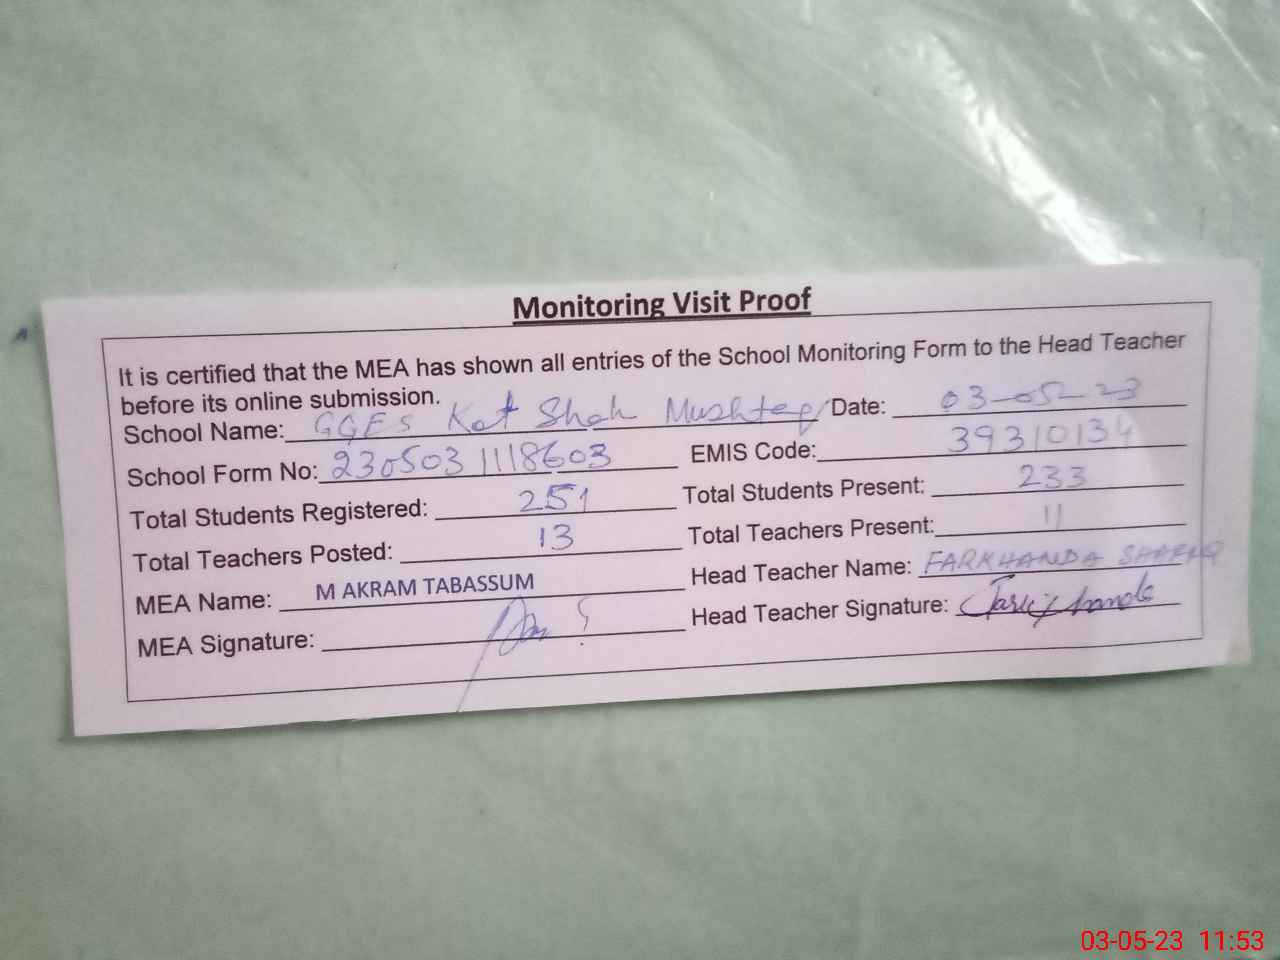 Monitoring Visit Proof
It is certified that the MEA has shown all entries of the School Monitoring Form to the Head Teacher
before its online submission.
School Name: GGES Kot Shah Mushtaq Date: 03-05-23
School Form No: 2305031118603 EMIS Code: 39310134
Total Students Registered: 251 Total Students Present: 233
Total Teachers Posted: 13 Total Teachers Present: 11
MEA Name: M AKRAM TABASSUM Head Teacher Name: FARKHANDA SHAFIQ
MEA Signature: Head Teacher Signature: Farkhanda
03-05-23 11:53